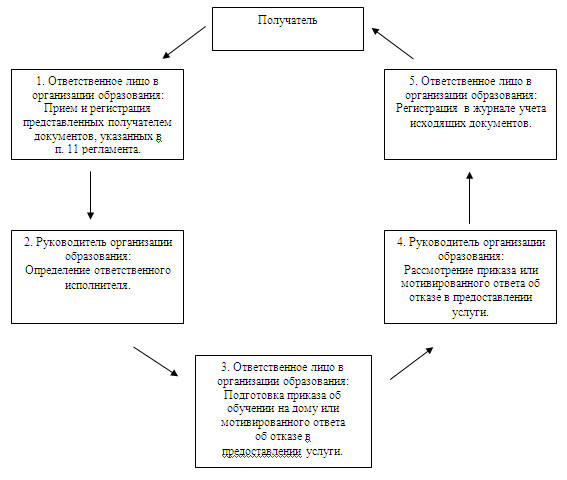 Получатель
1. Ответственное лицо в
организации образования:
Прием и регистрация
представленных получателем
документов, указанных в
п. 11 регламента.
2. Руководитель организации
образования:
Определение ответственного
исполнителя.
3. Ответственное лицо в
организации образования:
Подготовка приказа об
обучении на дому или
мотивированного ответа
об отказе в
предоставлении услуги.
4. Руководитель организации
образования:
Рассмотрение приказа или
мотивированного ответа об
отказе в предоставлении
услуги.
5. Ответственное лицо в
организации образования:
Регистрация в журнале учета
исходящих документов.